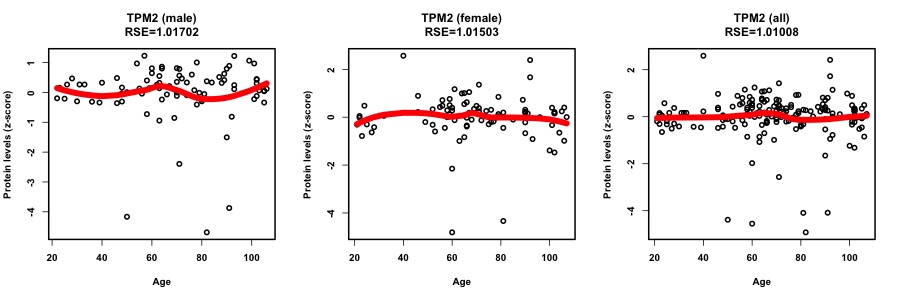 TPM2 (male)
RSE=1.01702
1
0
-1
-2
-3
-4
Protein levels (z-score)
20 40 60 80 100
Age
TPM2 (female)
RSE=1.01503
2
0
-2
-4
Protein levels (z-score)
20 40 60 80 100
Age
TPM2 (all)
RSE=1.01008
2
0
-2
-4
Protein levels (z-score)
20 40 60 80 100
Age